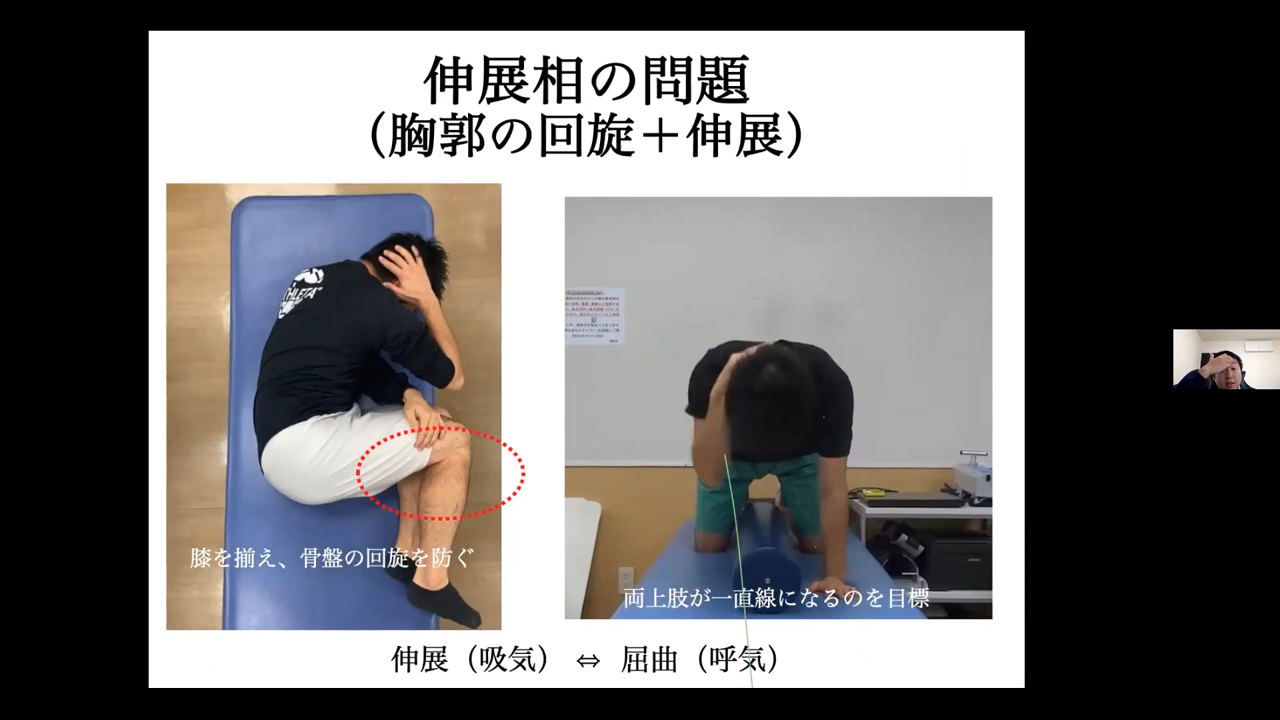 伸展相の問題
（胸郭の回旋＋伸展）
THLETA
膝を揃え、骨盤の回旋を防ぐ
両上肢が一直線になるのを目標
伸展（吸気） ⇔ 屈曲（呼気）